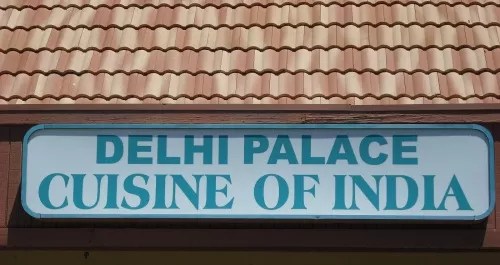 DELHI PALACE
CUISINE OF INDIA